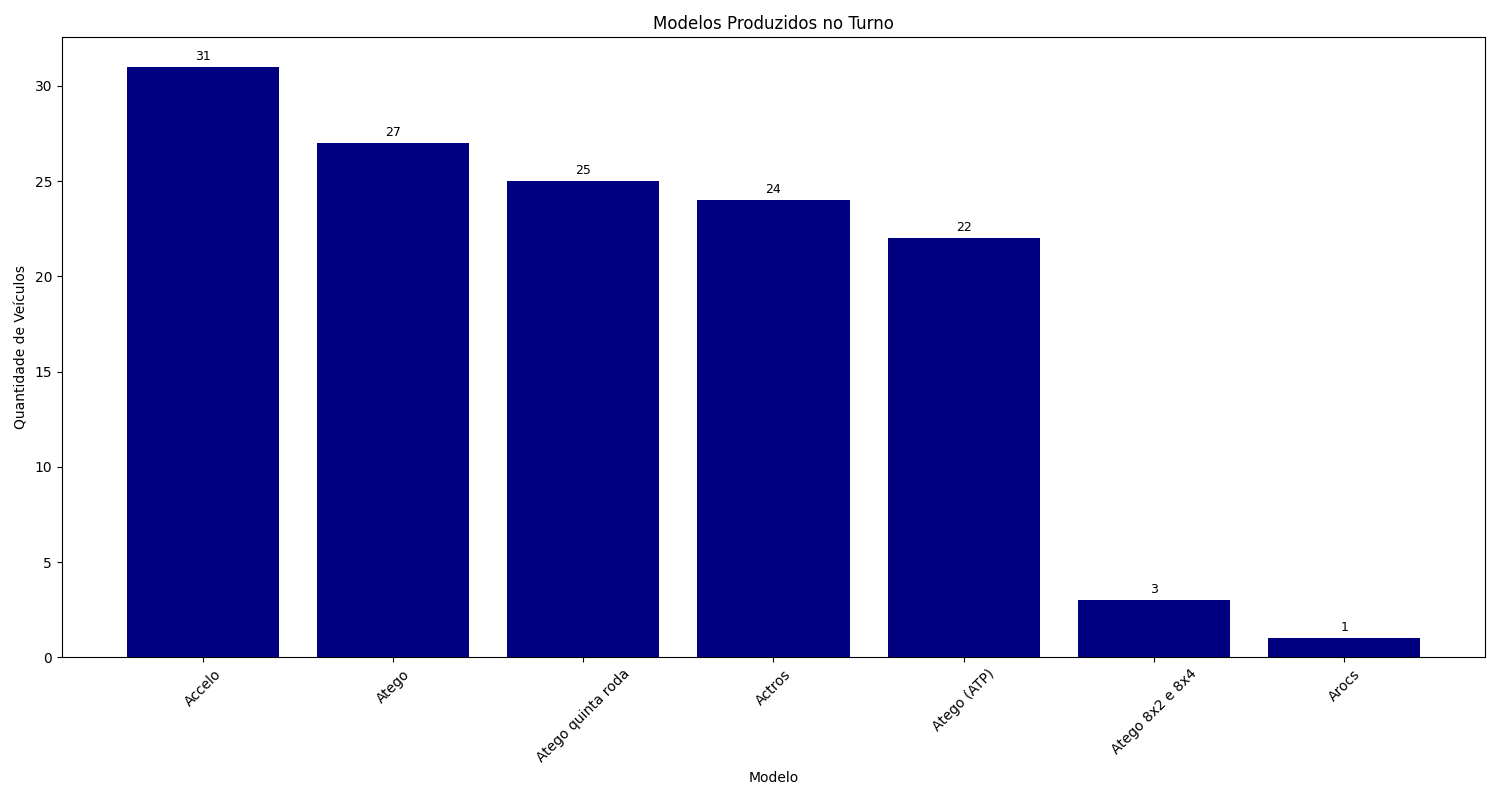 Modelos Produzidos no Turno
31
27
25
24
22
3
1
30
25
20
15
10
5
0
Quantidade de Veículos
Accelo
Atego
Atego quinta roda
Actros
Atego (ATP)
Atego 8x2 e 8x4
Arocs
Modelo